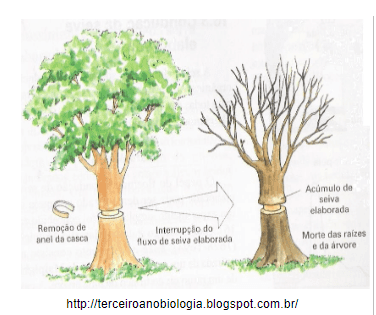 Remoção de
anel da casca
Interrupção do
fluxo de seiva elaborada
Acúmulo de
seiva
elaborada
Morte das raízes
e da árvore
http://terceiroanobiologia.blogspot.com.br/